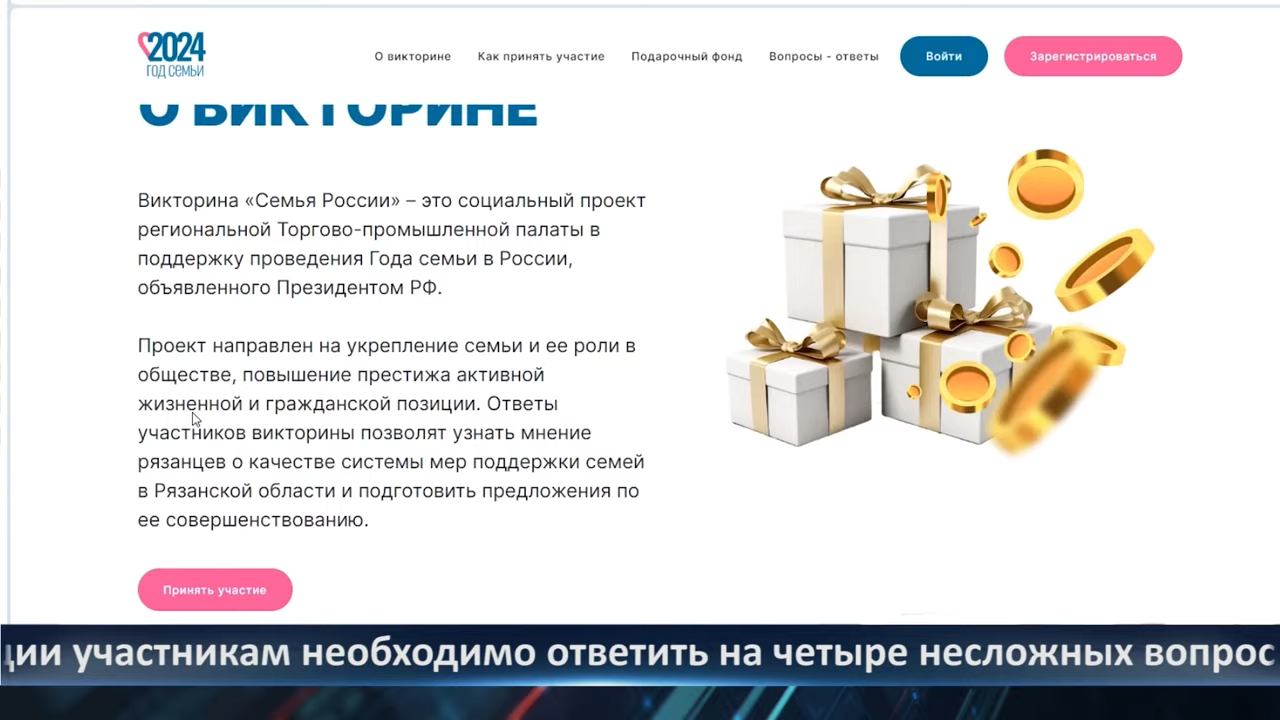 2024
ГОД СЕМЬИ
О викторине
Как принять участие
Подарочный фонд
Вопросы - ответы
Войти
Зарегистрироваться
О ВИКТОРИНЕ
Викторина «Семья России» – это социальный проект
региональной Торгово-промышленной палаты в
поддержку проведения Года семьи в России,
объявленного Президентом РФ.
Проект направлен на укрепление семьи и ее роли в
обществе, повышение престижа активной
жизненной и гражданской позиции. Ответы
участников викторины позволят узнать мнение
рязанцев о качестве системы мер поддержки семей
в Рязанской области и подготовить предложения по
ее совершенствованию.
Принять участие
ции участникам необходимо ответить на четыре несложных вопрос